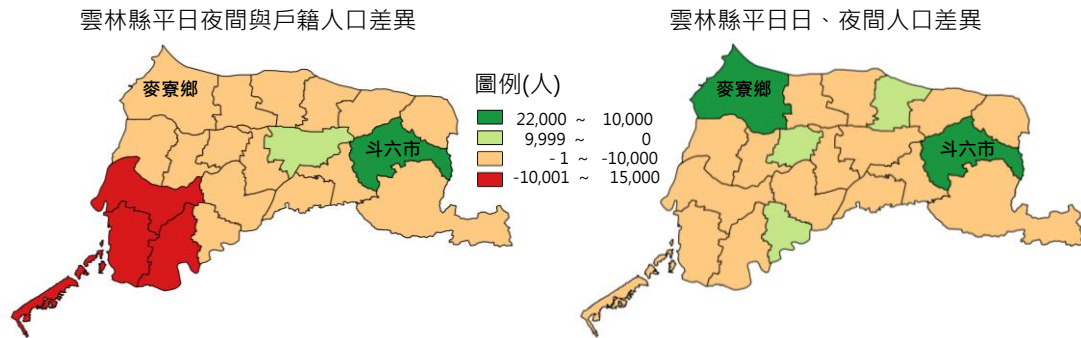 雲林縣平日夜間與戶籍人口差異
雲林縣平日日、夜間人口差異
麥寮鄉
斗六市
圖例(人)
22,000 ~ 10,000
9,999 ~ 0
-1 ~ -10,000
-10,001 ~ 15,000
麥寮鄉
斗六市